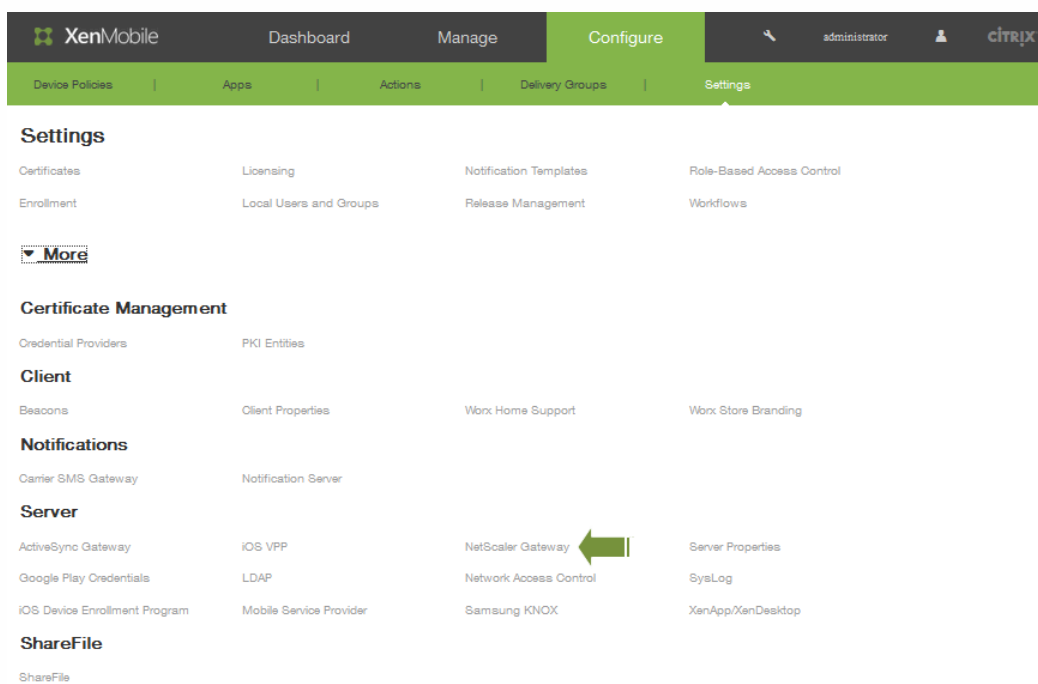 XenMobile Dashboard Manage Configure administrator CİTRIX
Device Policies | Apps | Actions | Delivery Groups | Settings
Settings
Certificates Licensing Notification Templates Role-Based Access Control
Enrollment Local Users and Groups Release Management Workflows
More
Certificate Management
Credential Providers PKI Entities
Client
Beacons Client Properties Worx Home Support Worx Store Branding
Notifications
Carrier SMS Gateway Notification Server
Server
ActiveSync Gateway iOS VPP NetScaler Gateway Server Properties
Google Play Credentials LDAP Network Access Control SysLog
iOS Device Enrollment Program Mobile Service Provider Samsung KNOX XenApp/XenDesktop
ShareFile
ShareFile